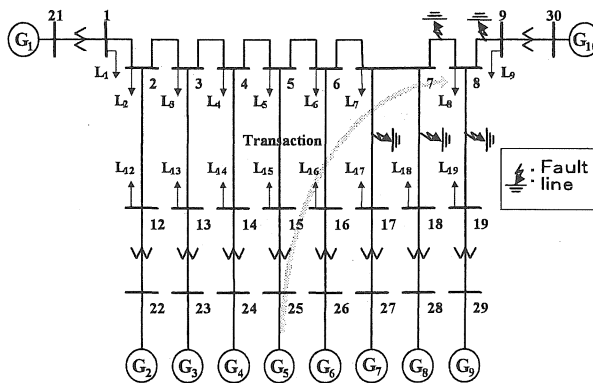 21 1 9 30
G1 G10
L1 L2 L3 L4 L5 L6 L7 L8 L9
2 3 4 5 6 7 8
Transaction
: Fault
line
L12 L13 L14 L15 L16 L17 L18 L19
12 13 14 15 16 17 18 19
22 23 24 25 26 27 28 29
G2 G3 G4 G5 G6 G7 G8 G9